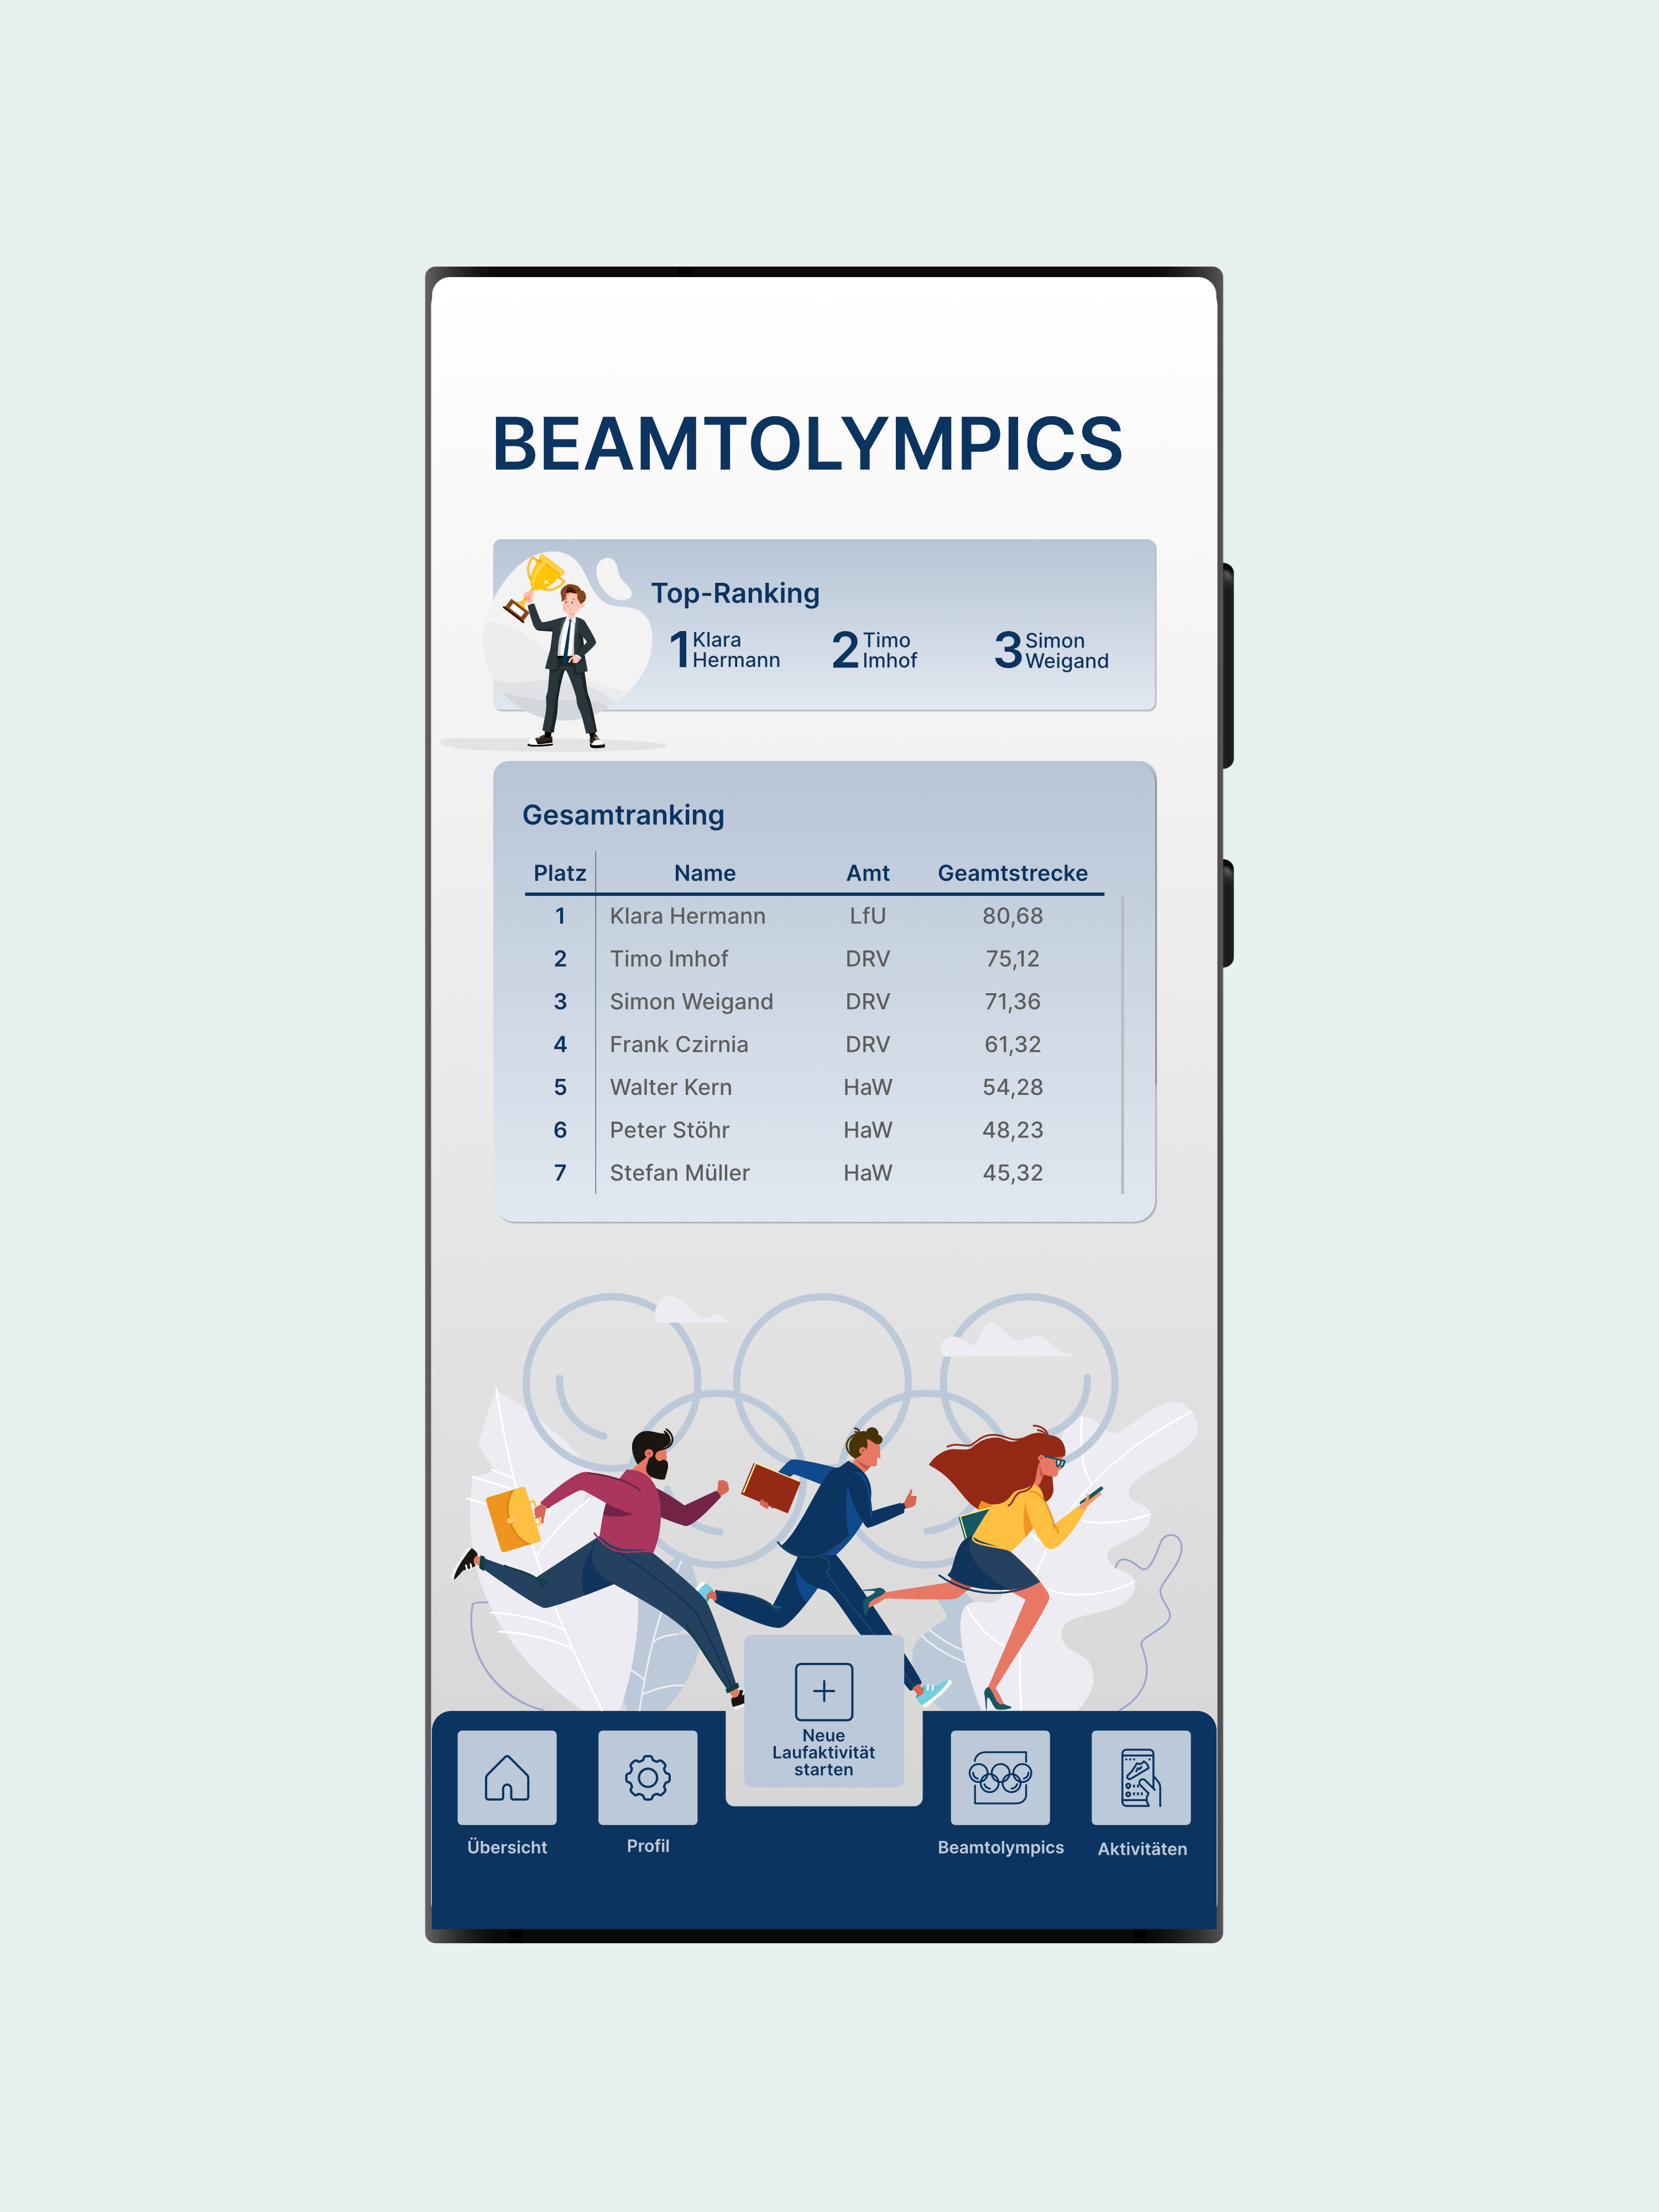 BEAMTOLYMPICS
Top-Ranking
1 Klara Hermann
2 Timo Imhof
3 Simon Weigand
Gesamtranking
Platz Name Amt Geamtstrecke
1 Klara Hermann LfU 80,68
2 Timo Imhof DRV 75,12
3 Simon Weigand DRV 71,36
4 Frank Czirnia DRV 61,32
5 Walter Kern HaW 54,28
6 Peter Stöhr HaW 48,23
7 Stefan Müller HaW 45,32
Neue
Laufaktivität
starten
Übersicht Profil Beamtolympics Aktivitäten